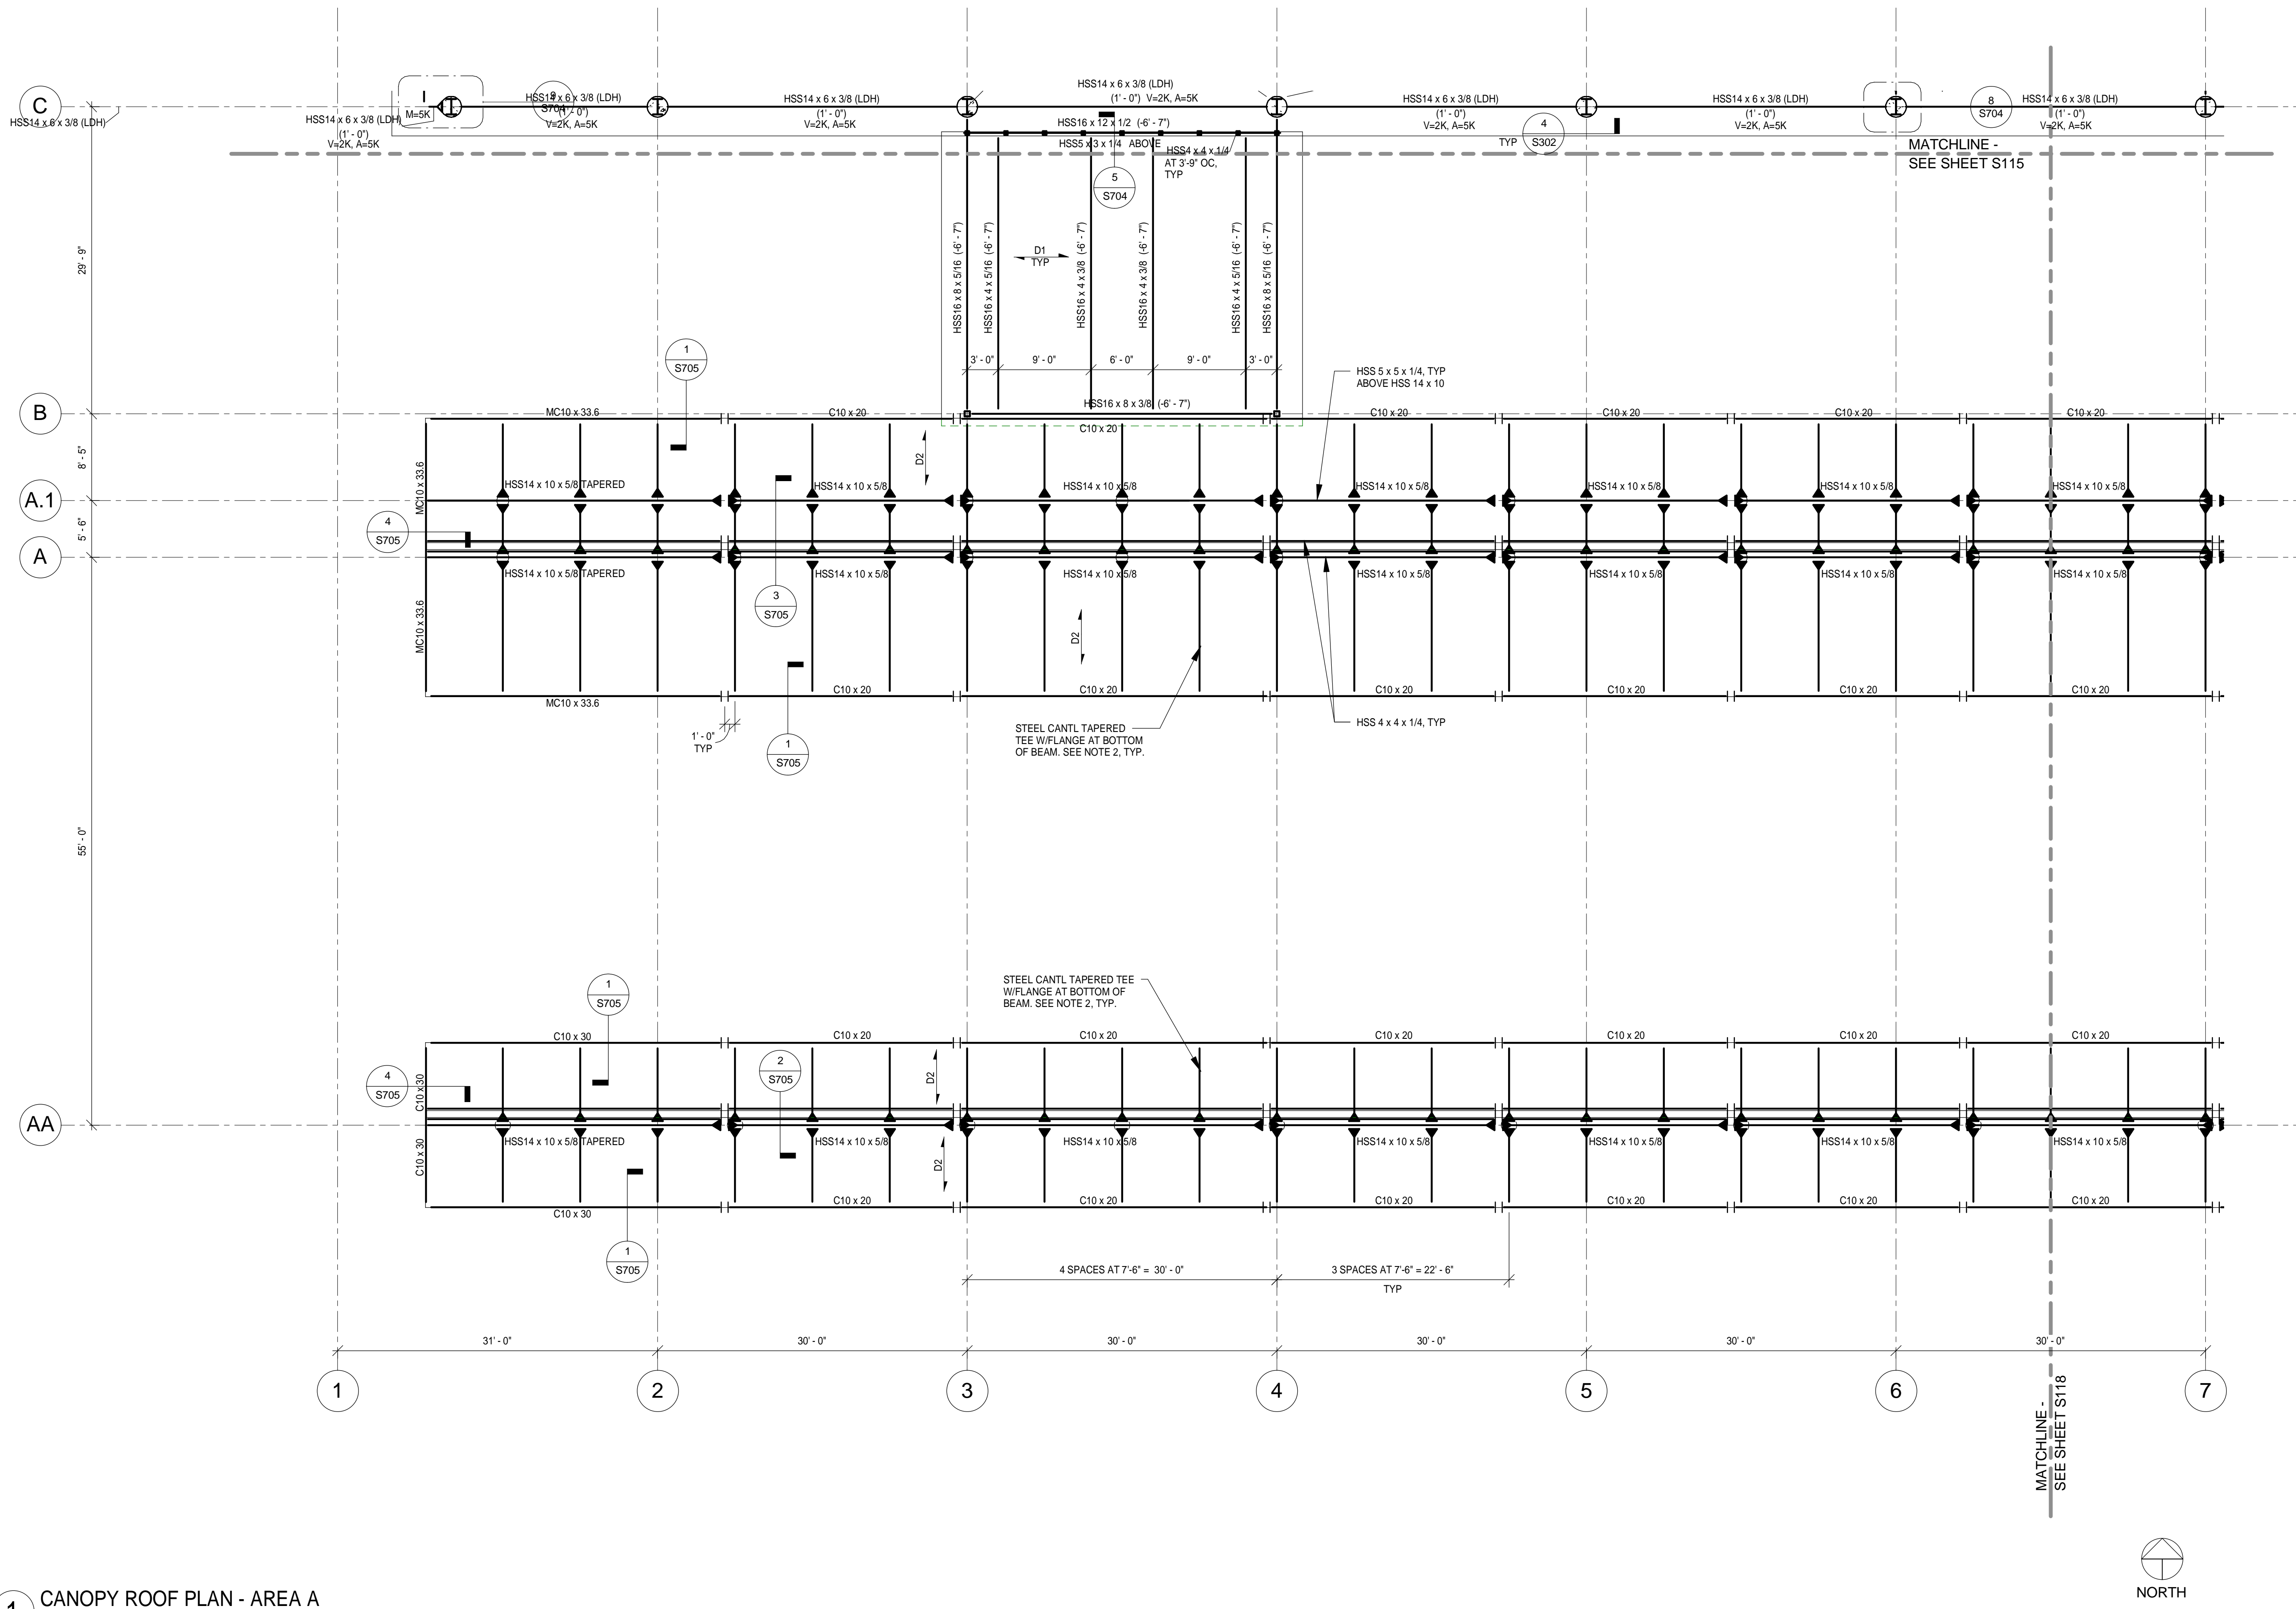 HSS14 x 6 x 3/8 (LDH)
C
HSS14 x 6 x 3/8 (LDH)
M=5K
HSS14 x 6 x 3/8 (LDH)
(1' - 0")
V=2K, A=5K
9
S704
HSS14 x 6 x 3/8 (LDH)
(1' - 0")
V=2K, A=5K
HSS14 x 6 x 3/8 (LDH)
(1' - 0")
V=2K, A=5K
HSS14 x 6 x 3/8 (LDH)
(1' - 0") V=2K, A=5K
HSS16 x 12 x 1/2 (-6' - 7")
HSS5 x 3 x 1/4 ABOVE
HSS4 x 4 x 1/4
AT 3'-9" OC,
TYP
5
S704
HSS14 x 6 x 3/8 (LDH)
(1' - 0")
V=2K, A=5K
TYP
4
S302
HSS14 x 6 x 3/8 (LDH)
(1' - 0")
V=2K, A=5K
8
S704
HSS14 x 6 x 3/8 (LDH)
(1' - 0")
V=2K, A=5K
MATCHLINE -
SEE SHEET S115
29' - 9"
HSS16 x 8 x 5/16 (-6' - 7")
HSS16 x 4 x 5/16 (-6' - 7")
D1
TYP
HSS16 x 4 x 3/8 (-6' - 7")
HSS16 x 4 x 3/8 (-6' - 7")
HSS16 x 4 x 5/16 (-6' - 7")
HSS16 x 8 x 5/16 (-6' - 7")
3' - 0"
9' - 0"
6' - 0"
9' - 0"
3' - 0"
1
S705
HSS 5 x 5 x 1/4, TYP
ABOVE HSS 14 x 10
B
MC10 x 33.6
C10 x 20
HSS16 x 8 x 3/8 (-6' - 7")
C10 x 20
C10 x 20
C10 x 20
C10 x 20
C10 x 20
8' - 5"
MC10 x 33.6
D2
A.1
HSS14 x 10 x 5/8 TAPERED
HSS14 x 10 x 5/8
HSS14 x 10 x 5/8
HSS14 x 10 x 5/8
HSS14 x 10 x 5/8
HSS14 x 10 x 5/8
HSS14 x 10 x 5/8
5' - 6"
4
S705
A
HSS14 x 10 x 5/8 TAPERED
HSS14 x 10 x 5/8
HSS14 x 10 x 5/8
HSS14 x 10 x 5/8
HSS14 x 10 x 5/8
HSS14 x 10 x 5/8
HSS14 x 10 x 5/8
MC10 x 33.6
3
S705
D2
MC10 x 33.6
C10 x 20
C10 x 20
C10 x 20
C10 x 20
C10 x 20
C10 x 20
1' - 0"
TYP
1
S705
STEEL CANTL TAPERED
TEE W/FLANGE AT BOTTOM
OF BEAM. SEE NOTE 2, TYP.
HSS 4 x 4 x 1/4, TYP
55' - 0"
1
S705
STEEL CANTL TAPERED TEE
W/FLANGE AT BOTTOM OF
BEAM. SEE NOTE 2, TYP.
C10 x 30
C10 x 20
C10 x 20
C10 x 20
C10 x 20
C10 x 20
C10 x 20
4
S705
C10 x 30
2
S705
D2
AA
HSS14 x 10 x 5/8 TAPERED
HSS14 x 10 x 5/8
HSS14 x 10 x 5/8
HSS14 x 10 x 5/8
HSS14 x 10 x 5/8
HSS14 x 10 x 5/8
HSS14 x 10 x 5/8
C10 x 30
D2
C10 x 30
C10 x 20
C10 x 20
C10 x 20
C10 x 20
C10 x 20
C10 x 20
1
S705
4 SPACES AT 7'-6" = 30' - 0"
3 SPACES AT 7'-6" = 22' - 6"
TYP
31' - 0"
30' - 0"
30' - 0"
30' - 0"
30' - 0"
30' - 0"
1
2
3
4
5
6
7
MATCHLINE -
SEE SHEET S118
NORTH
1
CANOPY ROOF PLAN - AREA A